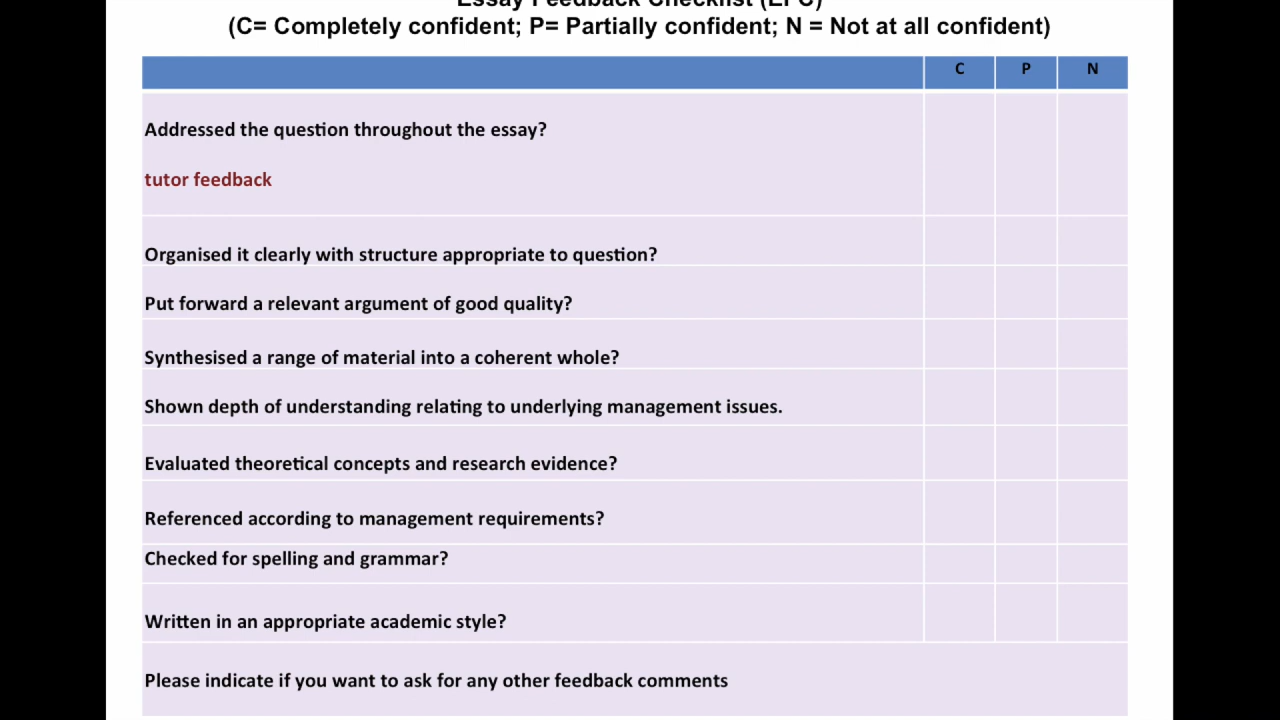 Essay Feedback Checklist (EFC)
(C= Completely confident; P= Partially confident; N = Not at all confident)
C P N
Addressed the question throughout the essay?
tutor feedback
Organised it clearly with structure appropriate to question?
Put forward a relevant argument of good quality?
Synthesised a range of material into a coherent whole?
Shown depth of understanding relating to underlying management issues.
Evaluated theoretical concepts and research evidence?
Referenced according to management requirements?
Checked for spelling and grammar?
Written in an appropriate academic style?
Please indicate if you want to ask for any other feedback comments